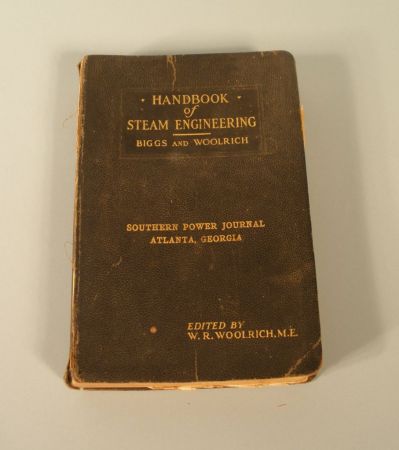 · HANDBOOK ·
of
STEAM ENGINEERING
BIGGS AND WOOLRICH
SOUTHERN POWER JOURNAL
ATLANTA, GEORGIA
EDITED BY
W. R. WOOLRICH, M.E.